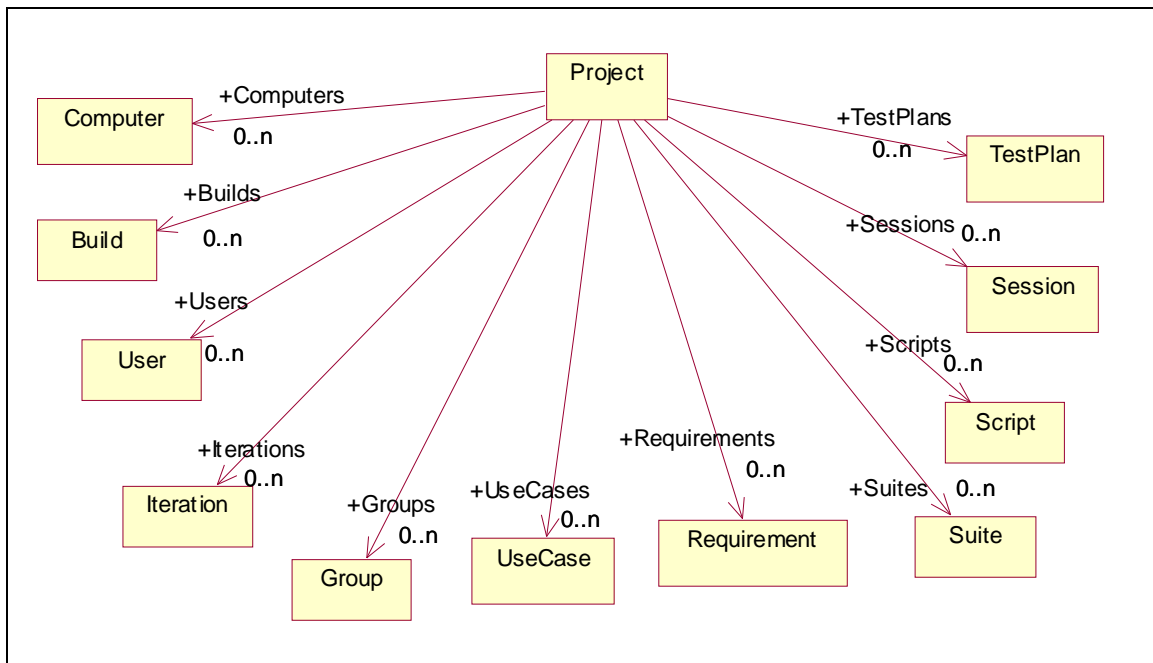 Project
+Computers
Computer
0..n
+TestPlans
0..n
TestPlan
+Builds
Build
0..n
+Sessions
0..n
Session
+Users
User
0..n
+Scripts
0..n
Script
+Iterations
0..n
Iteration
+Groups
0..n
Group
+UseCases
0..n
UseCase
+Requirements
0..n
Requirement
+Suites
0..n
Suite